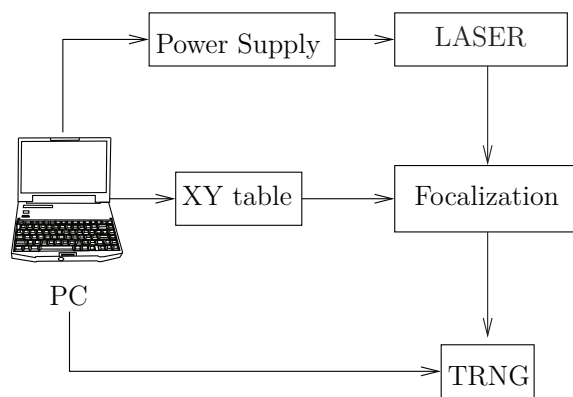 Power Supply
LASER
XY table
Focalization
PC
TRNG